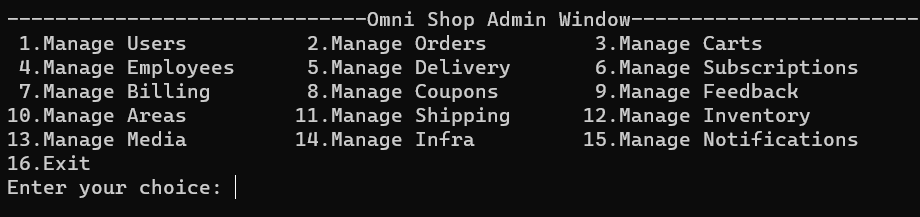 ------------------------------Omni Shop Admin Window------------------------
 1.Manage Users          2.Manage Orders         3.Manage Carts
 4.Manage Employees      5.Manage Delivery       6.Manage Subscriptions
 7.Manage Billing        8.Manage Coupons        9.Manage Feedback
10.Manage Areas         11.Manage Shipping      12.Manage Inventory
13.Manage Media         14.Manage Infra         15.Manage Notifications
16.Exit
Enter your choice: